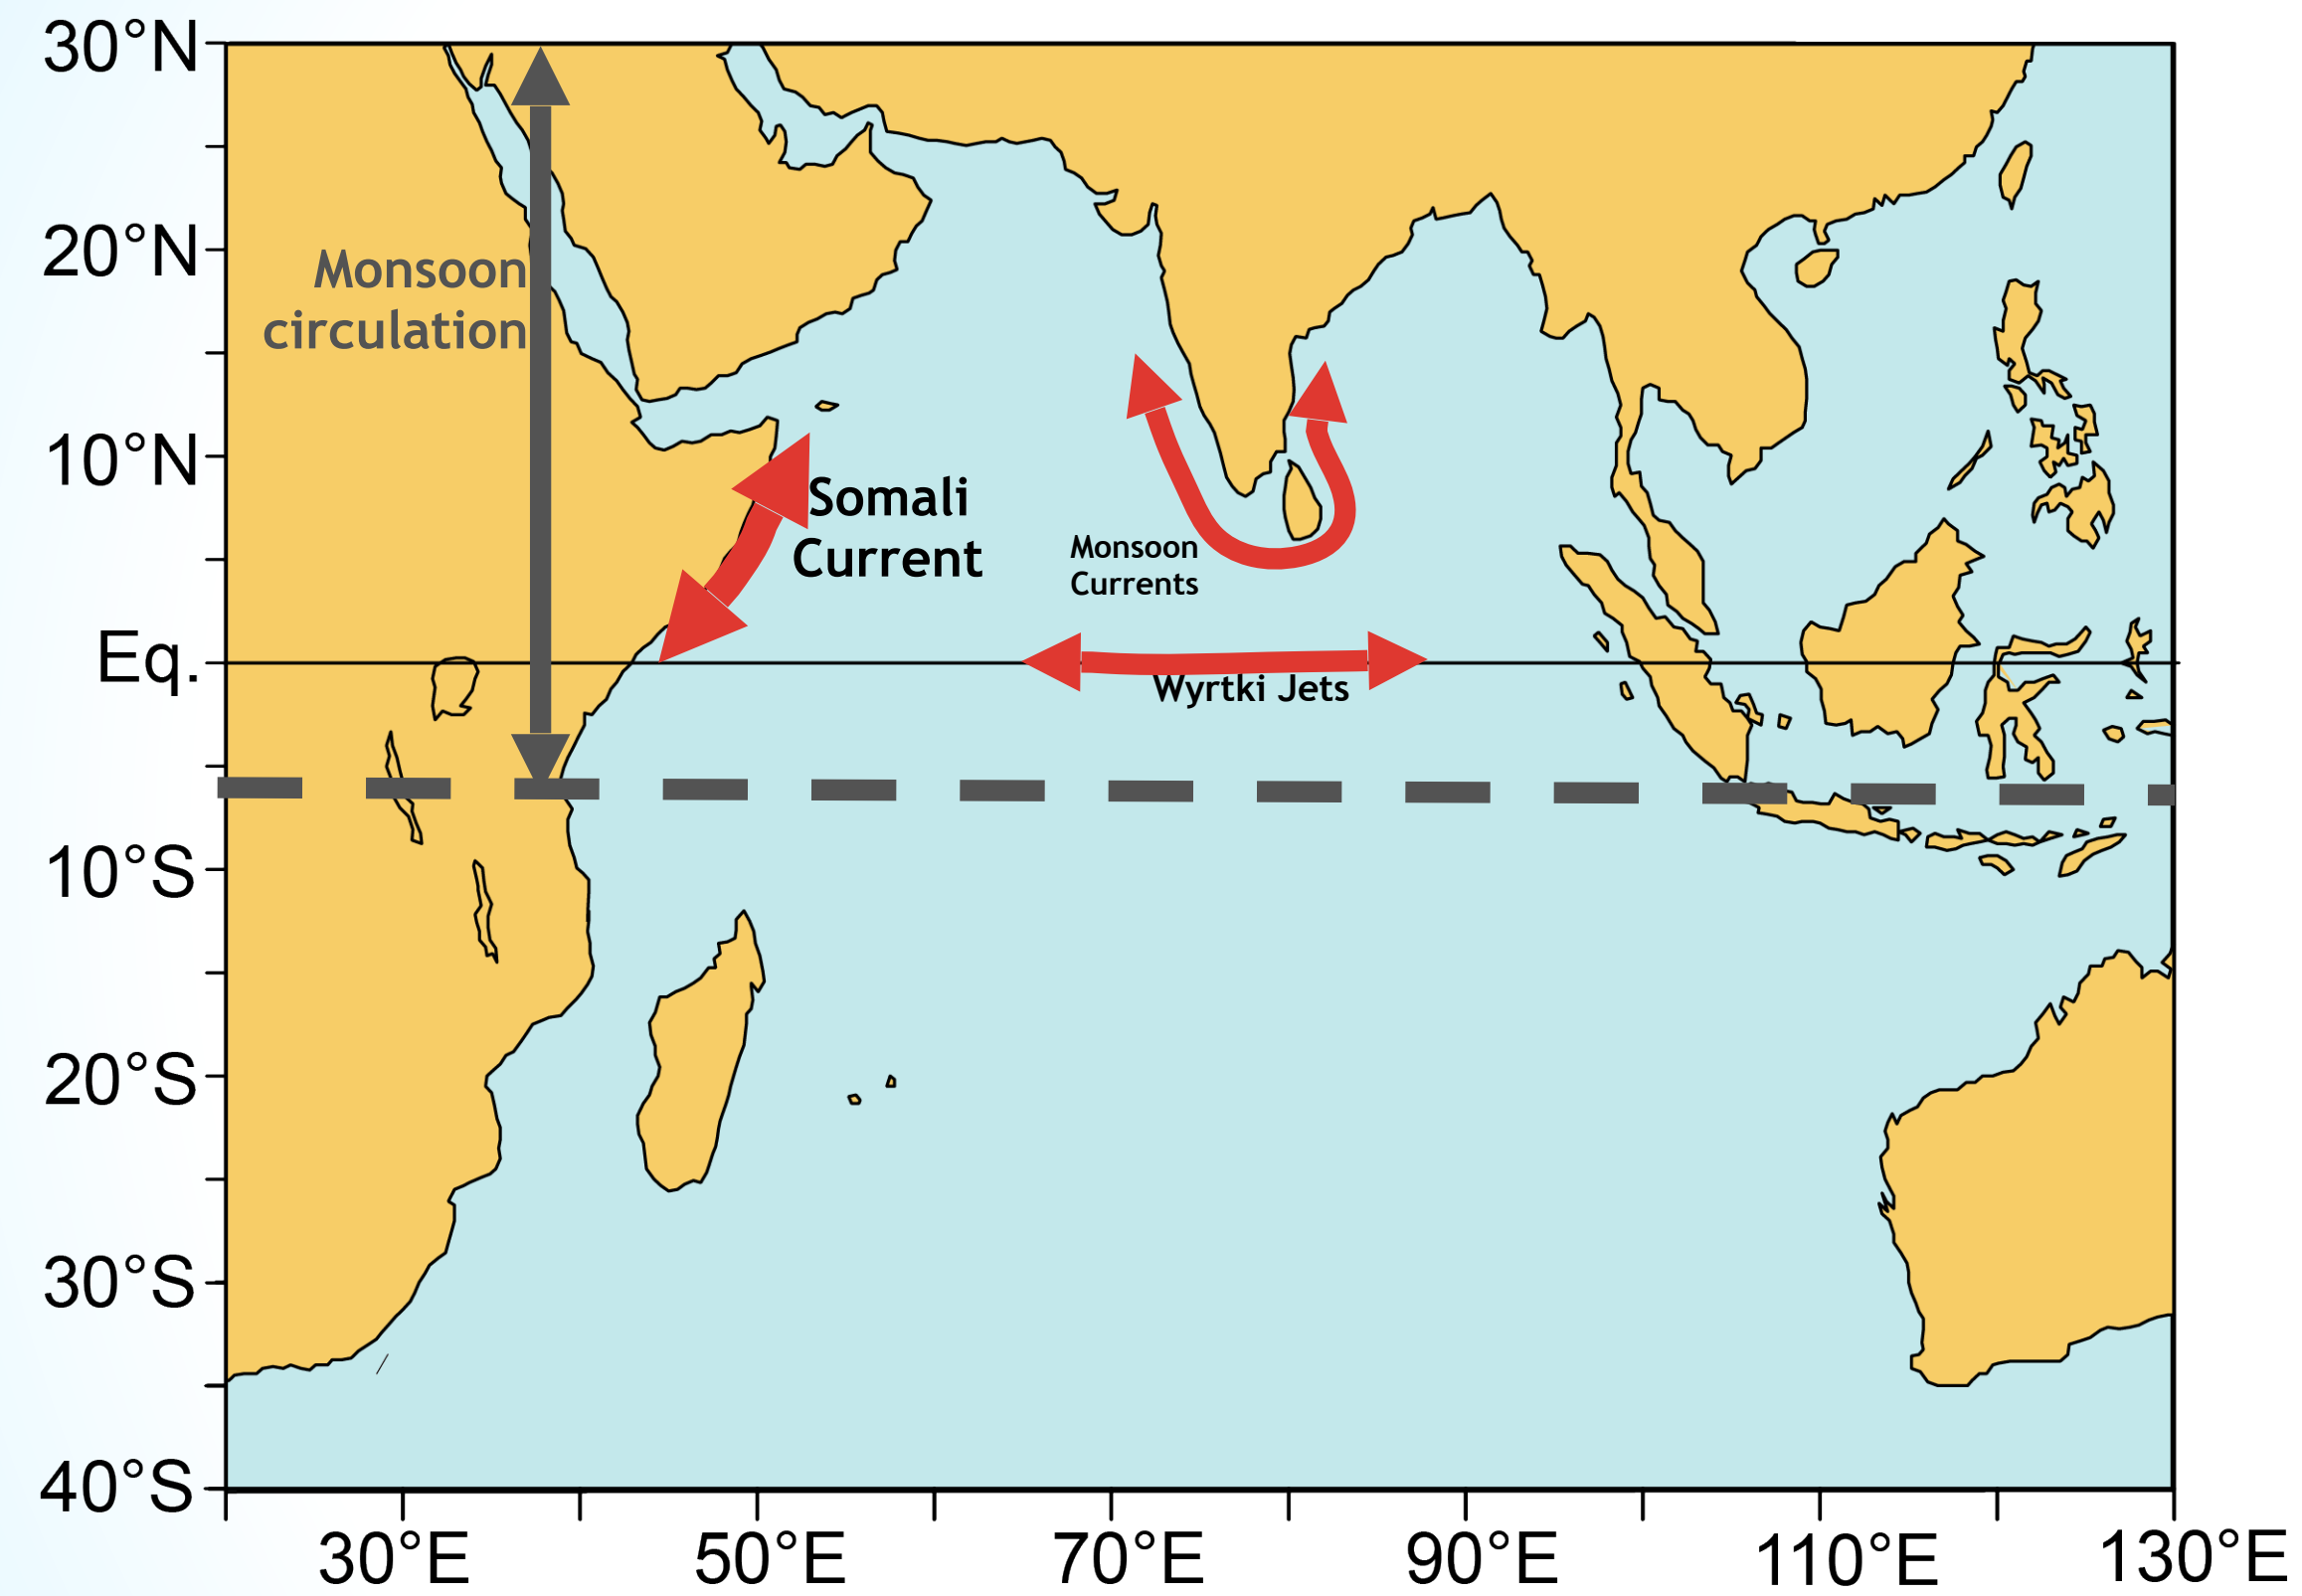 30°N
20°N
Monsoon
circulation
10°N
Somali
Current
Monsoon
Currents
Eq.
Wyrtki Jets
10°S
20°S
30°S
40°S
30°E 50°E 70°E 90°E 110°E 130°E